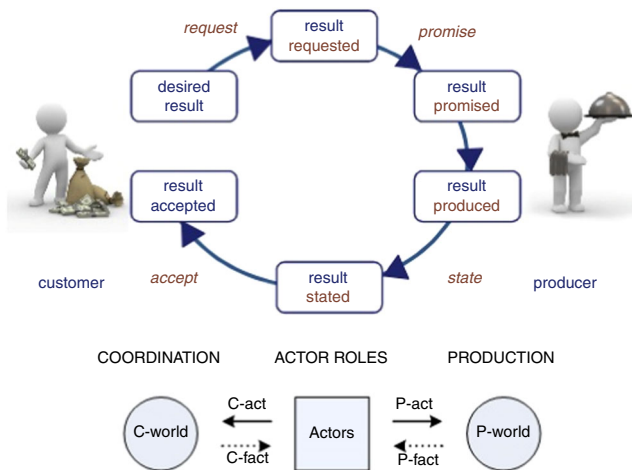 request
result
requested
promise
desired
result
result
promised
result
accepted
result
produced
customer
accept
result
stated
state
producer
COORDINATION
ACTOR ROLES
PRODUCTION
C-act
P-act
C-world
Actors
P-world
C-fact
P-fact